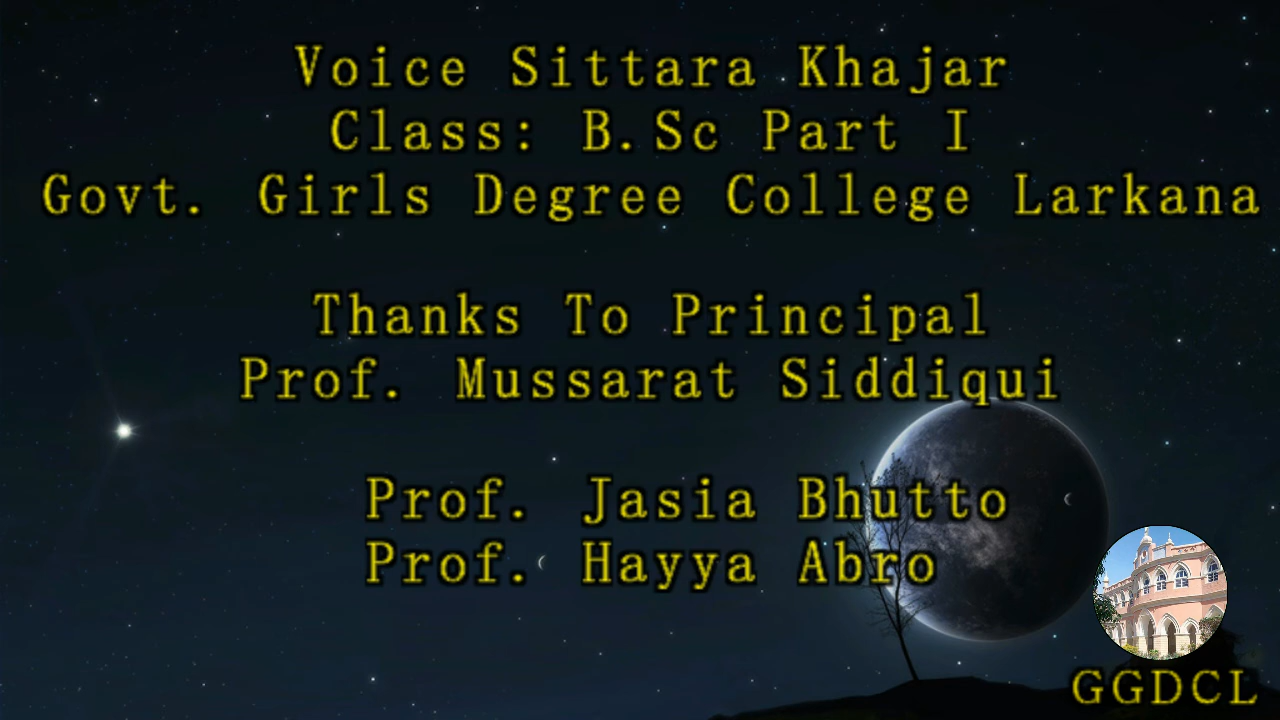 Voice Sittara Khajar
Class: B.Sc Part I
Govt. Girls Degree College Larkana
Thanks To Principal
Prof. Mussarat Siddiqui
Prof. Jasia Bhutto
Prof. Hayya Abro
GGDCL